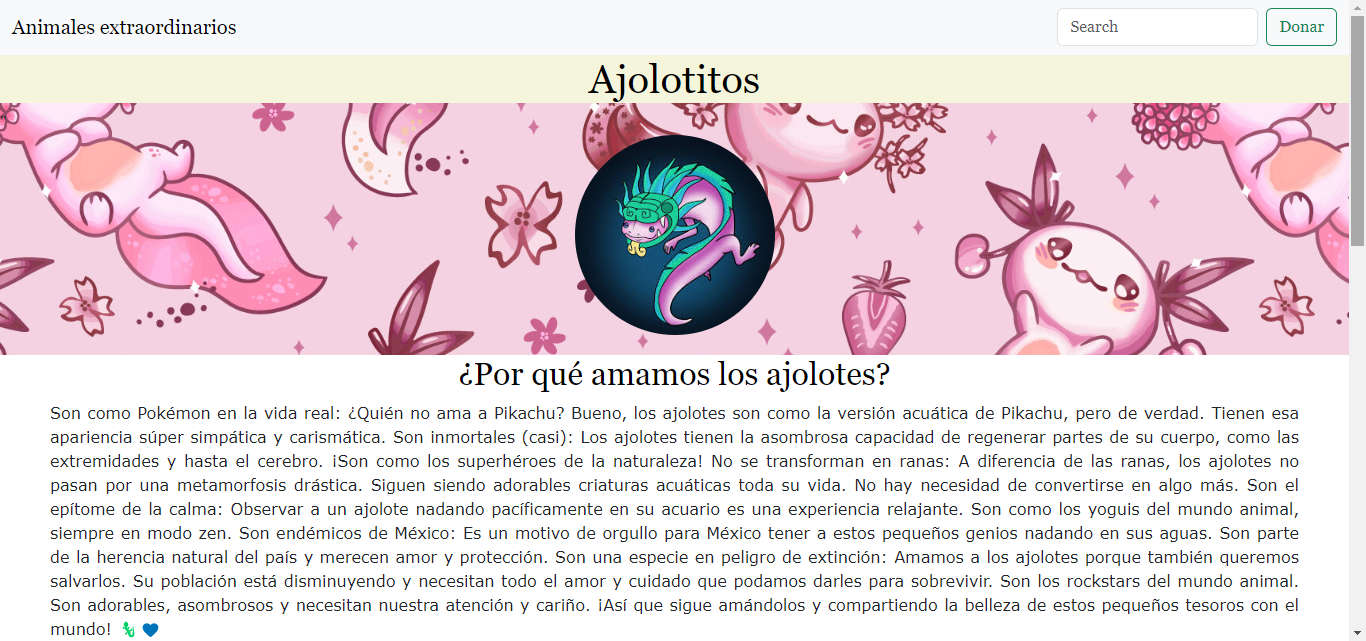 Animales extraordinarios
Search
Donar
Ajolotitos
¿Por qué amamos los ajolotes?
Son como Pokémon en la vida real: ¿Quién no ama a Pikachu? Bueno, los ajolotes son como la versión acuática de Pikachu, pero de verdad. Tienen esa
apariencia súper simpática y carismática. Son inmortales (casi): Los ajolotes tienen la asombrosa capacidad de regenerar partes de su cuerpo, como las
extremidades y hasta el cerebro. ¡Son como los superhéroes de la naturaleza! No se transforman en ranas: A diferencia de las ranas, los ajolotes no
pasan por una metamorfosis drástica. Siguen siendo adorables criaturas acuáticas toda su vida. No hay necesidad de convertirse en algo más. Son el
epítome de la calma: Observar a un ajolote nadando pacíficamente en su acuario es una experiencia relajante. Son como los yoguis del mundo animal,
siempre en modo zen. Son endémicos de México: Es un motivo de orgullo para México tener a estos pequeños genios nadando en sus aguas. Son parte
de la herencia natural del país y merecen amor y protección. Son una especie en peligro de extinción: Amamos a los ajolotes porque también queremos
salvarlos. Su población está disminuyendo y necesitan todo el amor y cuidado que podamos darles para sobrevivir. Son los rockstars del mundo animal.
Son adorables, asombrosos y necesitan nuestra atención y cariño. ¡Así que sigue amándolos y compartiendo la belleza de estos pequeños tesoros con el
mundo! 🦎💙